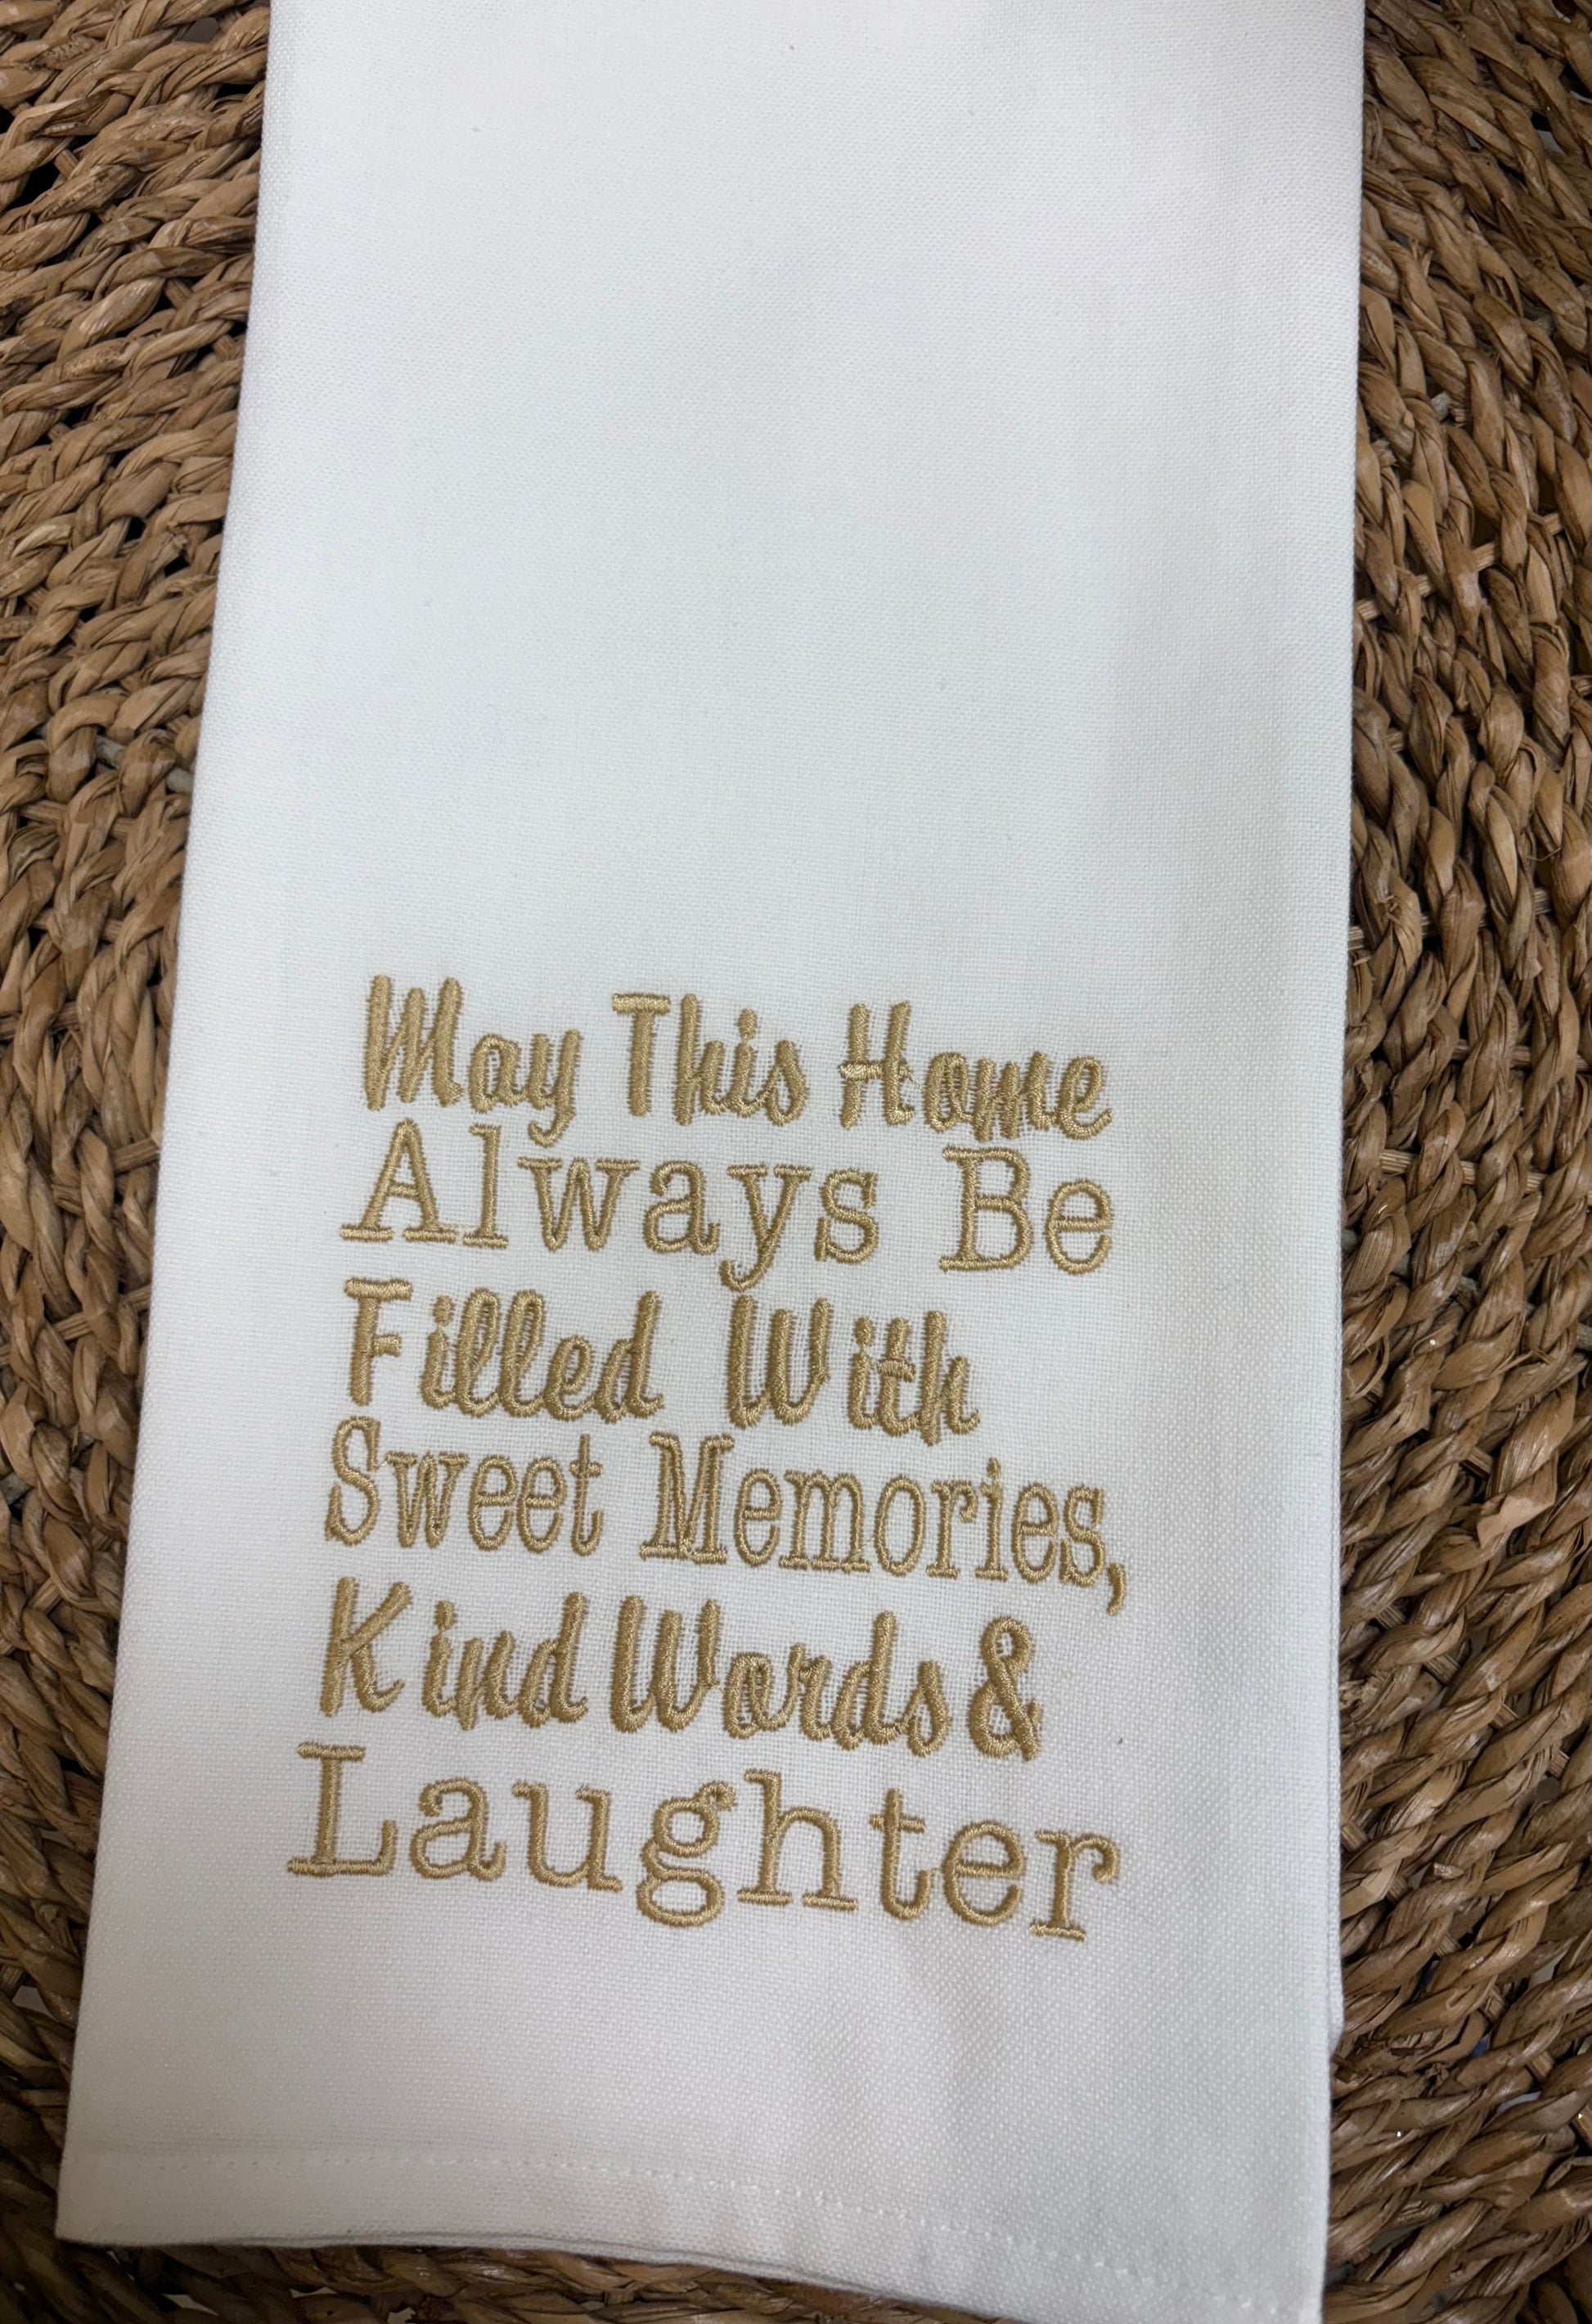 May This Home
Always Be
Filled With
Sweet Memories,
Kind Words &
Laughter